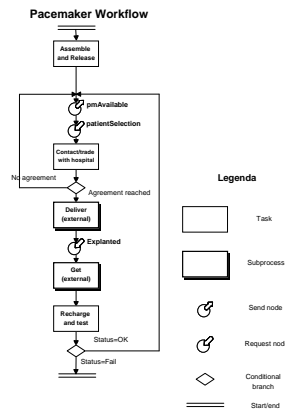 Pacemaker Workflow
Assemble
and Release
pmAvailable
patientSelection
Contact/trade
with hospital
No agreement
Agreement reached
Deliver
(external)
Explanted
Get
(external)
Recharge
and test
Status=OK
Status=Fail
Legenda
Task
Subprocess
Send node
Request nod
Conditional
branch
Start/end